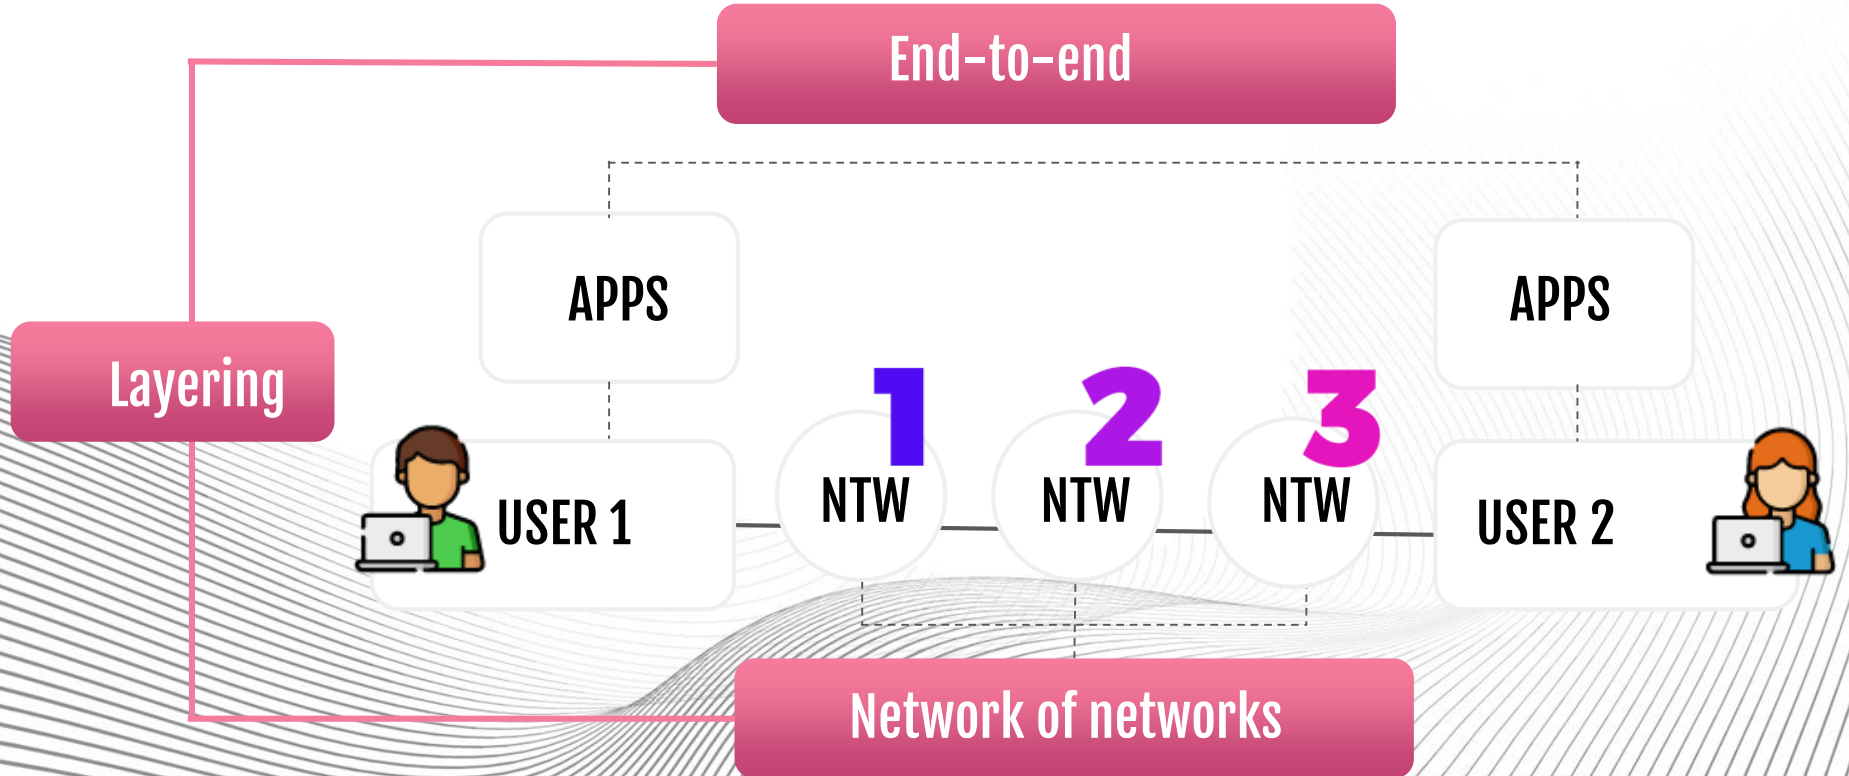 End-to-end
APPS
APPS
Layering
1
2
3
NTW
NTW
NTW
USER 1
USER 2
Network of networks